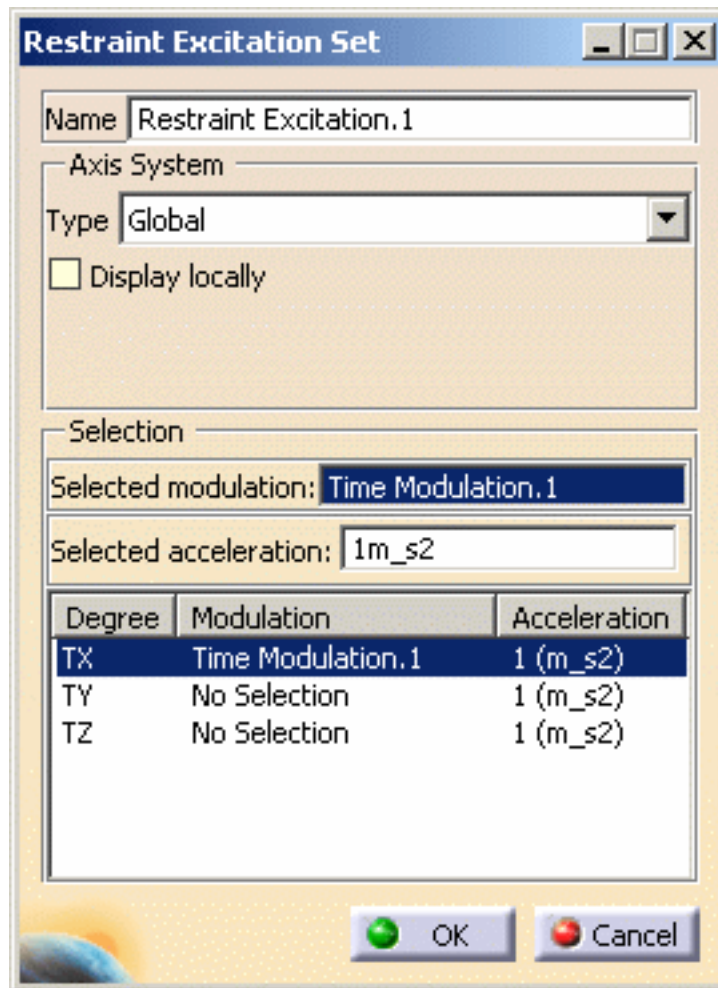 Restraint Excitation Set
Name Restraint Excitation.1
Axis System
Type Global
Display locally
Selection
Selected modulation: Time Modulation.1
Selected acceleration: 1m_s2
Degree Modulation Acceleration
TX Time Modulation.1 1 (m_s2)
TY No Selection 1 (m_s2)
TZ No Selection 1 (m_s2)
OK Cancel